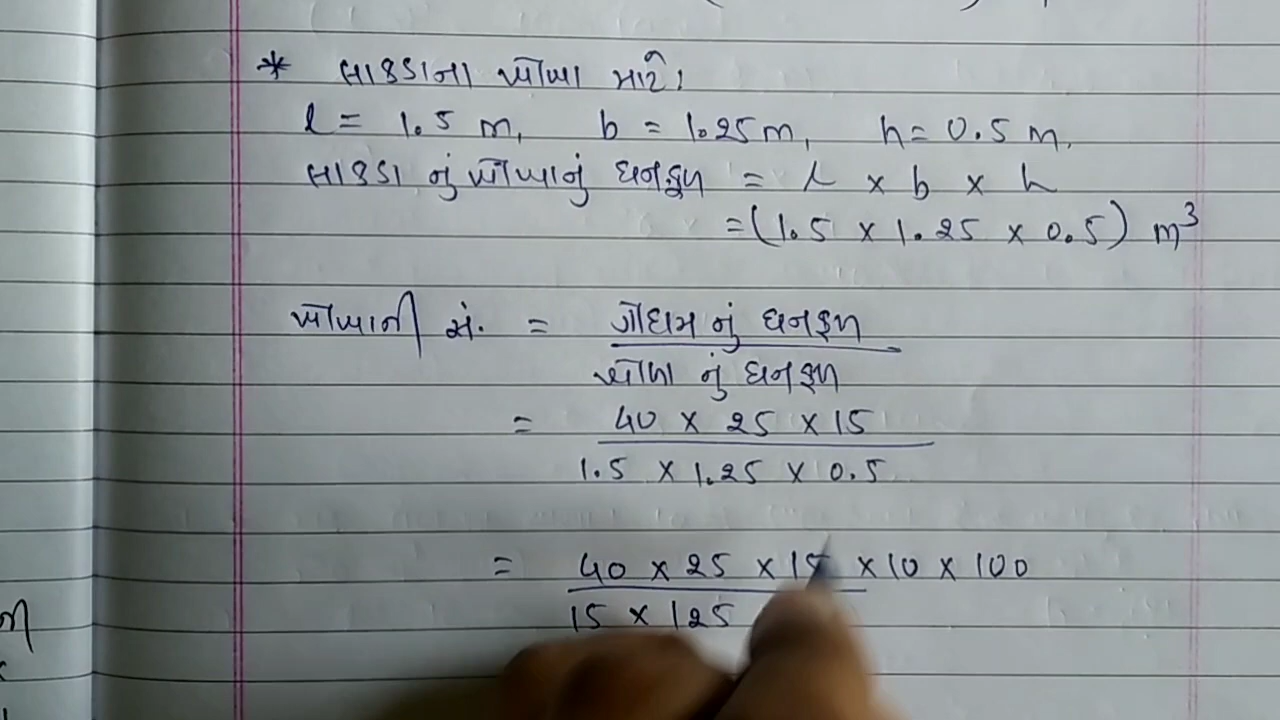 * લાકડાના ખોખા માટે।
l = 1.5 m, b = 1.25 m, h = 0.5 m,
લાકડા નું ખોખાનું ઘનફળ = l × b × h
= (1.5 × 1.25 × 0.5) m³
ખોખાની સં. = ગોદામ નું ઘનફળ
ખોખા નું ઘનફળ
= 40 × 25 × 15
1.5 × 1.25 × 0.5
= 40 × 25 × 15 × 10 × 100
15 × 125